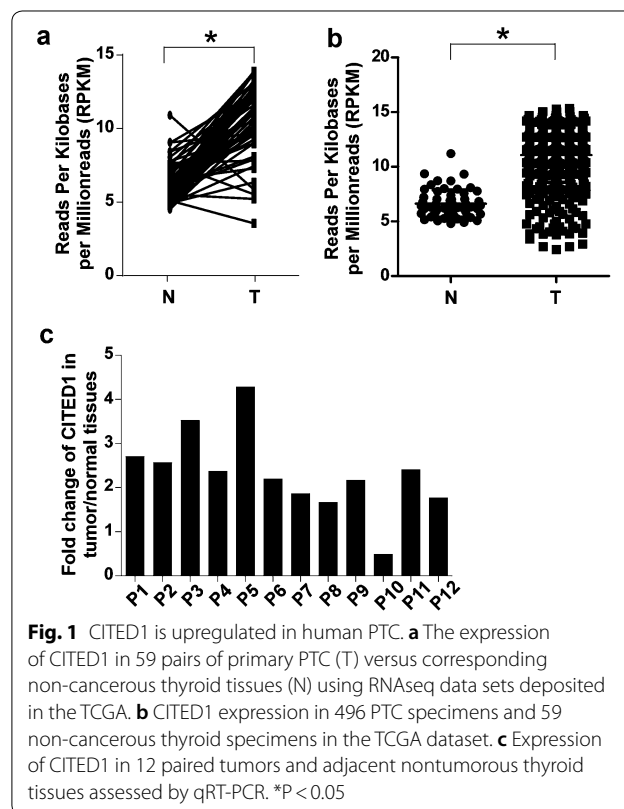 a
*
Reads Per Kilobases
per Millionreads (RPKM)
15
10
5
0
N
T
b
*
Reads Per Kilobases
per Millionreads (RPKM)
20
15
10
5
0
N
T
c
Fold change of CITED1 in
tumor/normal tissues
5
4
3
2
1
0
P1
P2
P3
P4
P5
P6
P7
P8
P9
P10
P11
P12
Fig. 1 CITED1 is upregulated in human PTC. a The expression
of CITED1 in 59 pairs of primary PTC (T) versus corresponding
non-cancerous thyroid tissues (N) using RNAseq data sets deposited
in the TCGA. b CITED1 expression in 496 PTC specimens and 59
non-cancerous thyroid specimens in the TCGA dataset. c Expression
of CITED1 in 12 paired tumors and adjacent nontumorous thyroid
tissues assessed by qRT-PCR. *P < 0.05